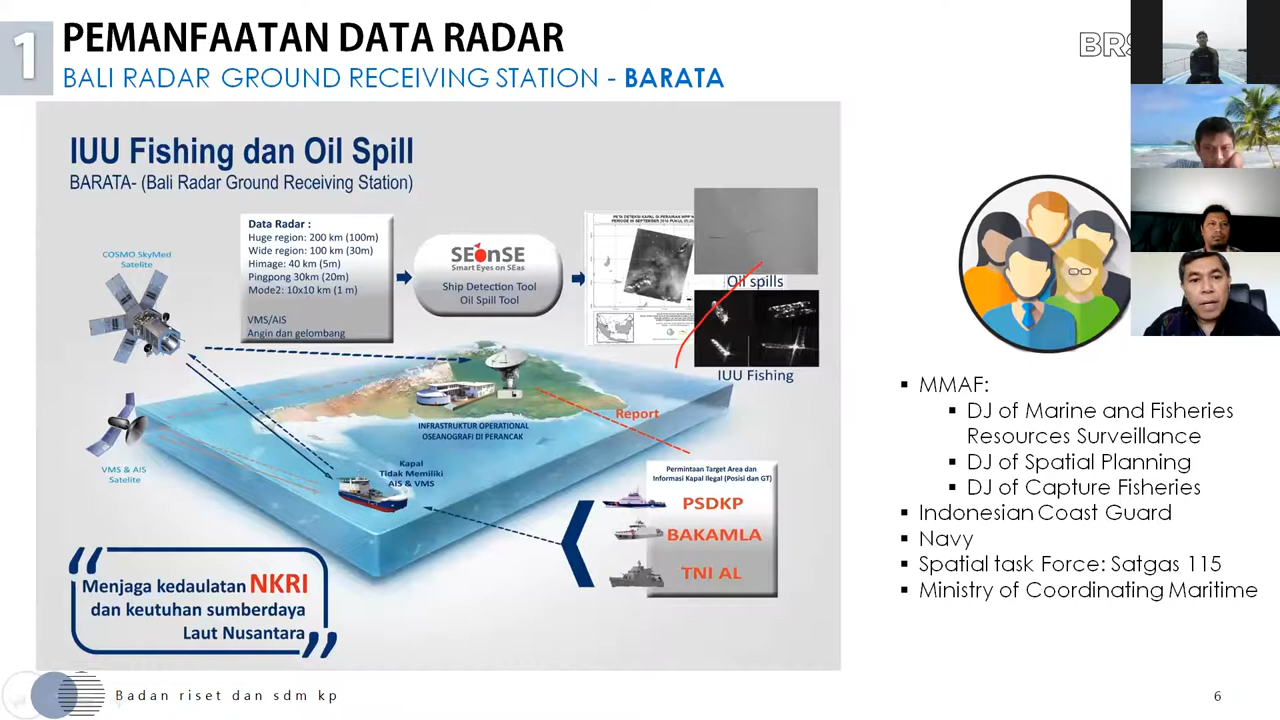 1
PEMANFAATAN DATA RADAR
BALI RADAR GROUND RECEIVING STATION - BARATA
IUU Fishing dan Oil Spill
BARATA- (Bali Radar Ground Receiving Station)
COSMO SkyMed
Satelite
Data Radar :
Huge region: 200 km (100m)
Wide region: 100 km (30m)
Himage: 40 km (5m)
Pingpong 30km (20m)
Mode2: 10x10 km (1 m)
VMS/AIS
Angin dan gelombang
SEonSE
Smart Eyes on SEas
Ship Detection Tool
Oil Spill Tool
PETA DETEKSI KAPAL DI PERAIRAN WPP
Oil spills
IUU Fishing
INFRASTRUKTUR OPERATIONAL
OSEANOGRAFI DI PERANCAK
Report
VMS & AIS
Satelite
Kapal
Tidak Memiliki
AIS & VMS
Permintaan Target Area dan
Informasi Kapal Ilegal (Posisi dan GT)
PSDKP
BAKAMLA
TNI AL
“Menjaga kedaulatan NKRI
dan keutuhan sumberdaya
Laut Nusantara”
▪ MMAF:
▪ DJ of Marine and Fisheries
Resources Surveillance
▪ DJ of Spatial Planning
▪ DJ of Capture Fisheries
▪ Indonesian Coast Guard
▪ Navy
▪ Spatial task Force: Satgas 115
▪ Ministry of Coordinating Maritime
Badan riset dan sdm kp
6